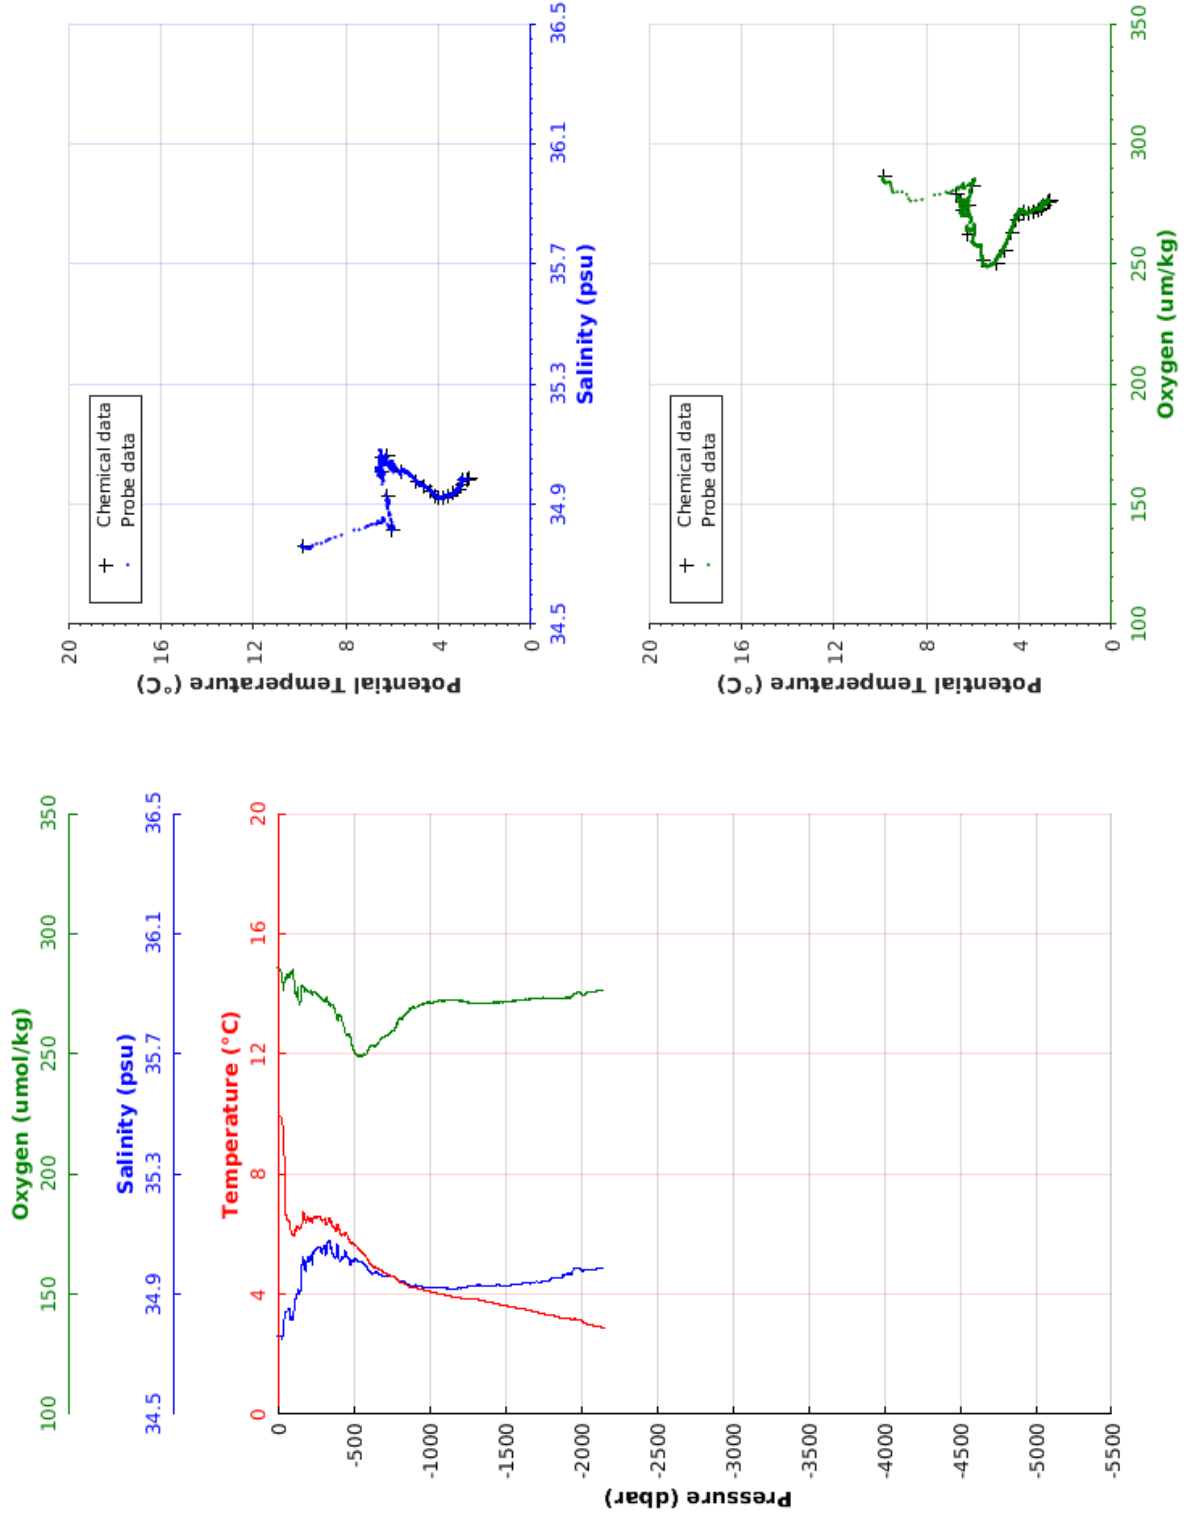 Oxygen (umol/kg)
100 150 200 250 300 350
Salinity (psu)
34.5 34.9 35.3 35.7 36.1 36.5
Temperature (°C)
0 4 8 12 16 20
Pressure (dbar)
0
-500
-1000
-1500
-2000
-2500
-3000
-3500
-4000
-4500
-5000
-5500
Potential Temperature (°C)
20
16
12
8
4
0
Chemical data
Probe data
34.5 34.9 35.3 35.7 36.1 36.5
Salinity (psu)
Potential Temperature (°C)
20
16
12
8
4
0
Chemical data
Probe data
100 150 200 250 300 350
Oxygen (um/kg)